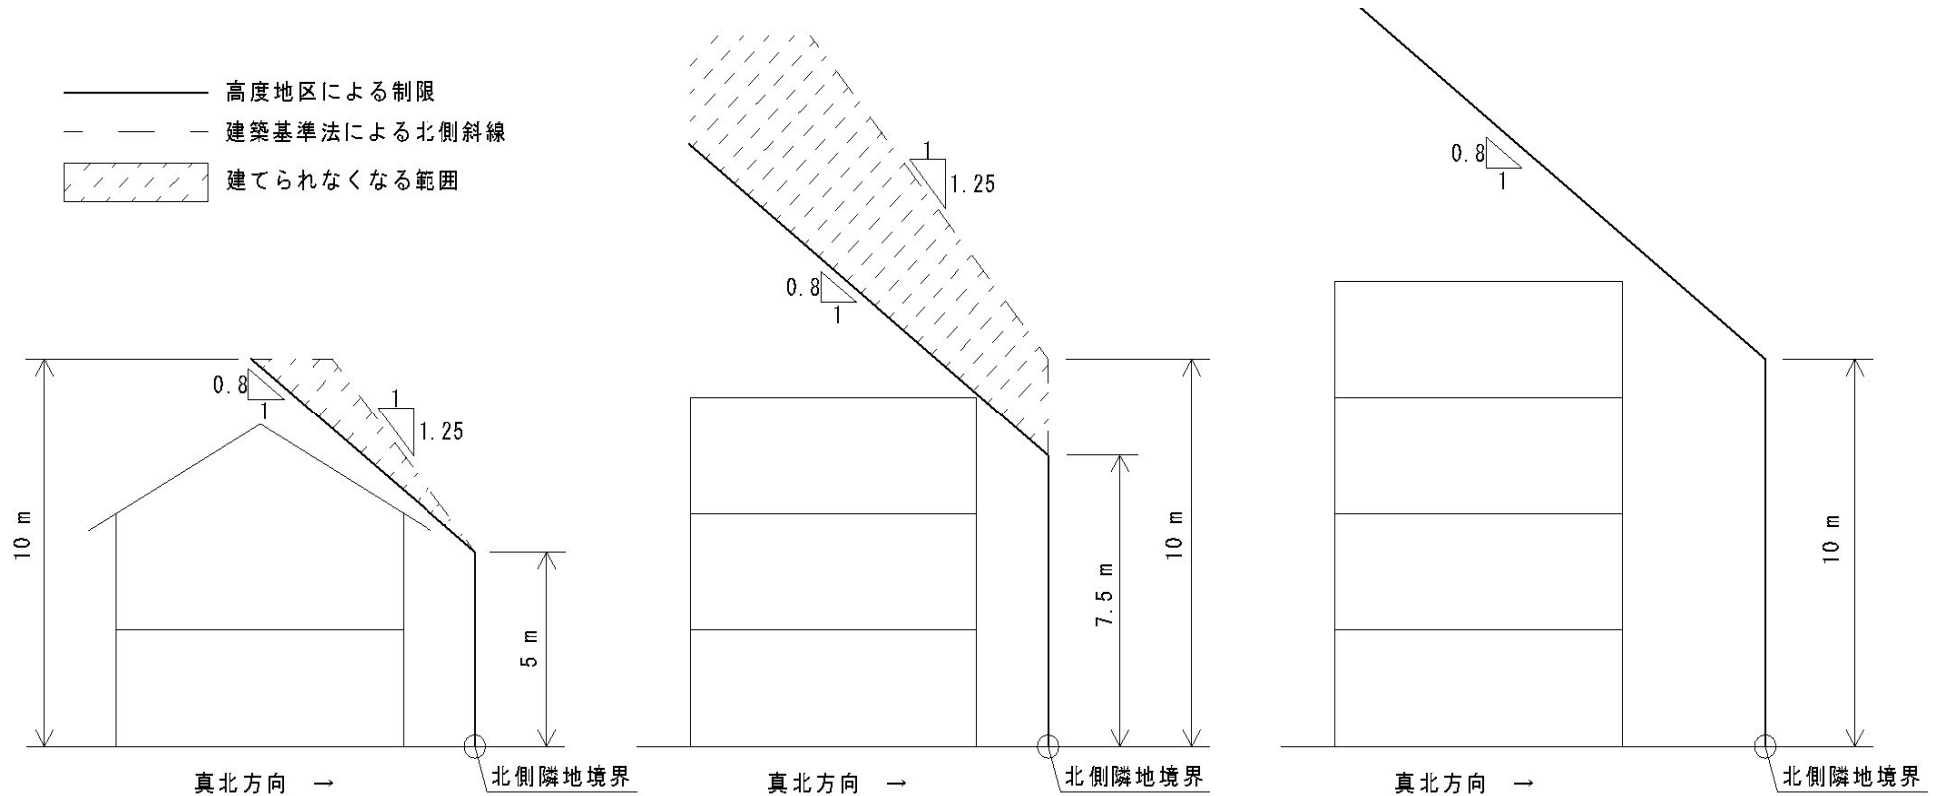 高度地区による制限
建築基準法による北側斜線
建てられなくなる範囲
0.8
1
1
1.25
10 m
5 m
真北方向 →
北側隣地境界
1
1.25
0.8
1
7.5 m
10 m
真北方向 →
北側隣地境界
0.8
1
10 m
真北方向 →
北側隣地境界